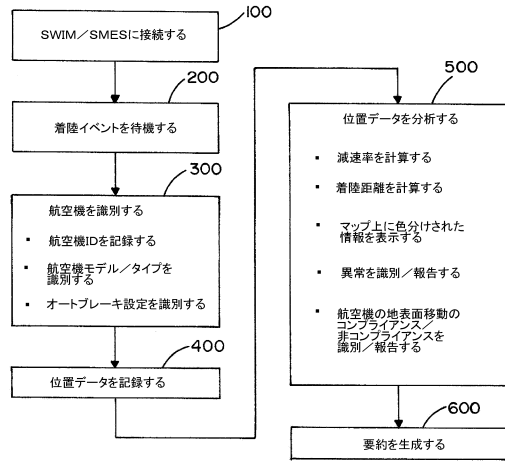 100
SWIM/SMESに接続する
200
着陸イベントを待機する
300
航空機を識別する
▪ 航空機IDを記録する
▪ 航空機モデル/タイプを
識別する
▪ オートブレーキ設定を識別する
400
位置データを記録する
500
位置データを分析する
▪ 減速率を計算する
▪ 着陸距離を計算する
▪ マップ上に色分けされた
情報を表示する
▪ 異常を識別/報告する
▪ 航空機の地表面移動の
コンプライアンス/
非コンプライアンスを
識別/報告する
600
要約を生成する